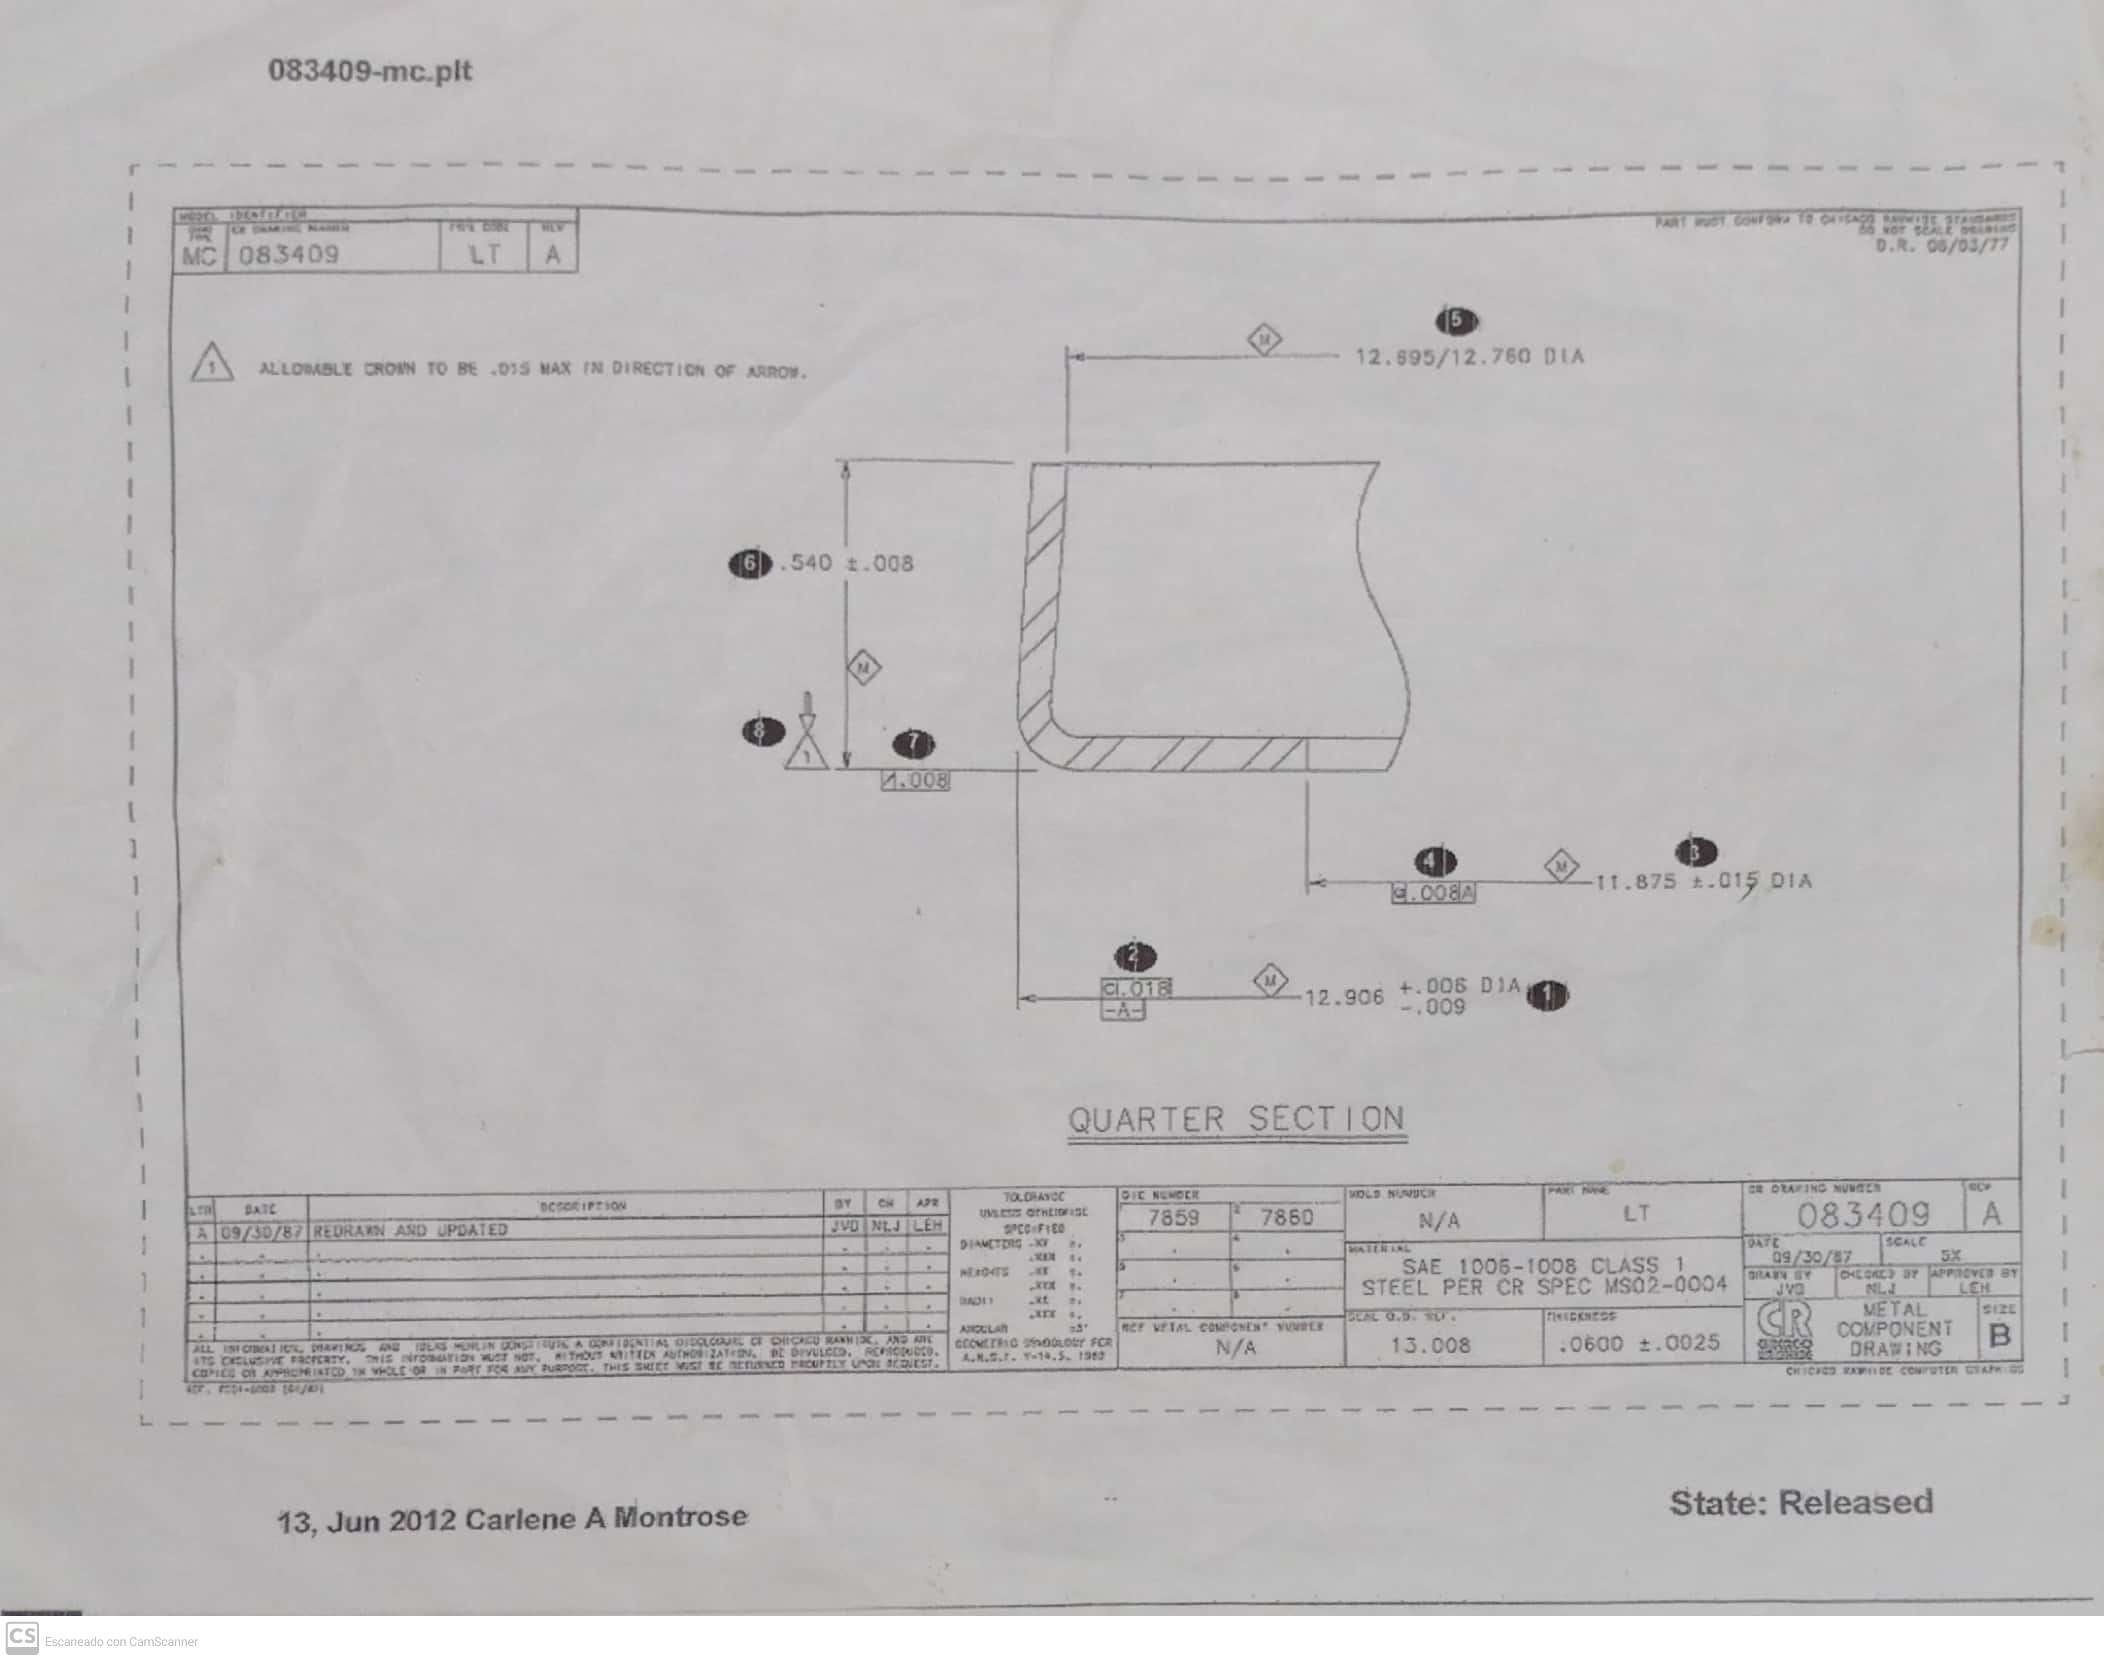 083409-mc.plt
MODEL IDENTIFIER
PART MUST CONFORM TO CHICAGO RAWHIDE STANDARDS
DO NOT SCALE DRAWING
D.R. 06/03/77
MC 083409 LT A
5
M
12.695/12.760 DIA
1 ALLOWABLE CROWN TO BE .015 MAX IN DIRECTION OF ARROW.
6 .540 ±.008
M
8 1
7
.008
4 M 3
.008 A
11.875 ±.015 DIA
2
.018
-A-
M
12.906 +.006 DIA 1
-.009
QUARTER SECTION
LTR DATE DESCRIPTION BY CH APR
A 09/30/87 REDRAWN AND UPDATED JVD NLJ LEH
ALL INFORMATION, DRAWINGS AND IDEAS HEREIN CONSTITUTE A CONFIDENTIAL DISCLOSURE OF CHICAGO RAWHIDE, AND ARE
ITS EXCLUSIVE PROPERTY. THIS INFORMATION MUST NOT, WITHOUT WRITTEN AUTHORIZATION, BE DIVULGED, REPRODUCED,
COPIED OR APPROPRIATED IN WHOLE OR IN PART FOR ANY PURPOSE. THIS SHEET MUST BE RETURNED PROMPTLY UPON REQUEST.
TOLERANCE
UNLESS OTHERWISE
SPECIFIED
DIAMETERS .XX
.XXX
HEIGHTS .XX
.XXX
RADII .XX
.XXX
ANGULAR
GEOMETRIC SYMBOLOGY PER
A.N.S.I. Y-14.5, 1982
DIE NUMBER
7859 2 7860
REF METAL COMPONENT NUMBER
N/A
MOLD NUMBER
N/A
PART NAME
LT
MATERIAL
SAE 1006-1008 CLASS 1
STEEL PER CR SPEC MS02-0004
SEAL O.D. REF.
13.008
THICKNESS
.0600 ±.0025
CR DRAWING NUMBER
083409
REV
A
DATE
09/30/87
SCALE
5X
DRAWN BY
JVD
CHECKED BY
NLJ
APPROVED BY
LEH
CR
METAL
COMPONENT
DRAWING
SIZE
B
CHICAGO RAWHIDE COMPUTER GRAPHICS
13, Jun 2012 Carlene A Montrose
State: Released
CS Escaneado con CamScanner